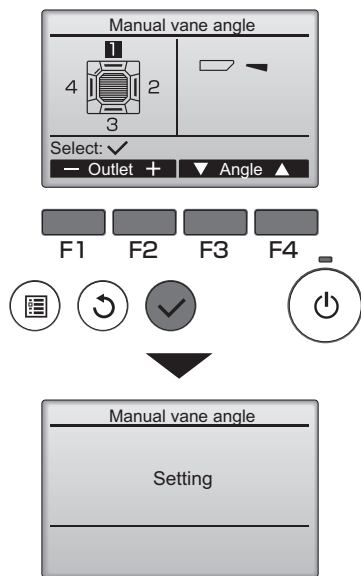 Manual vane angle
1
4 2
3
Select: ✓
− Outlet + ▼ Angle ▲
F1 F2 F3 F4
Manual vane angle
Setting